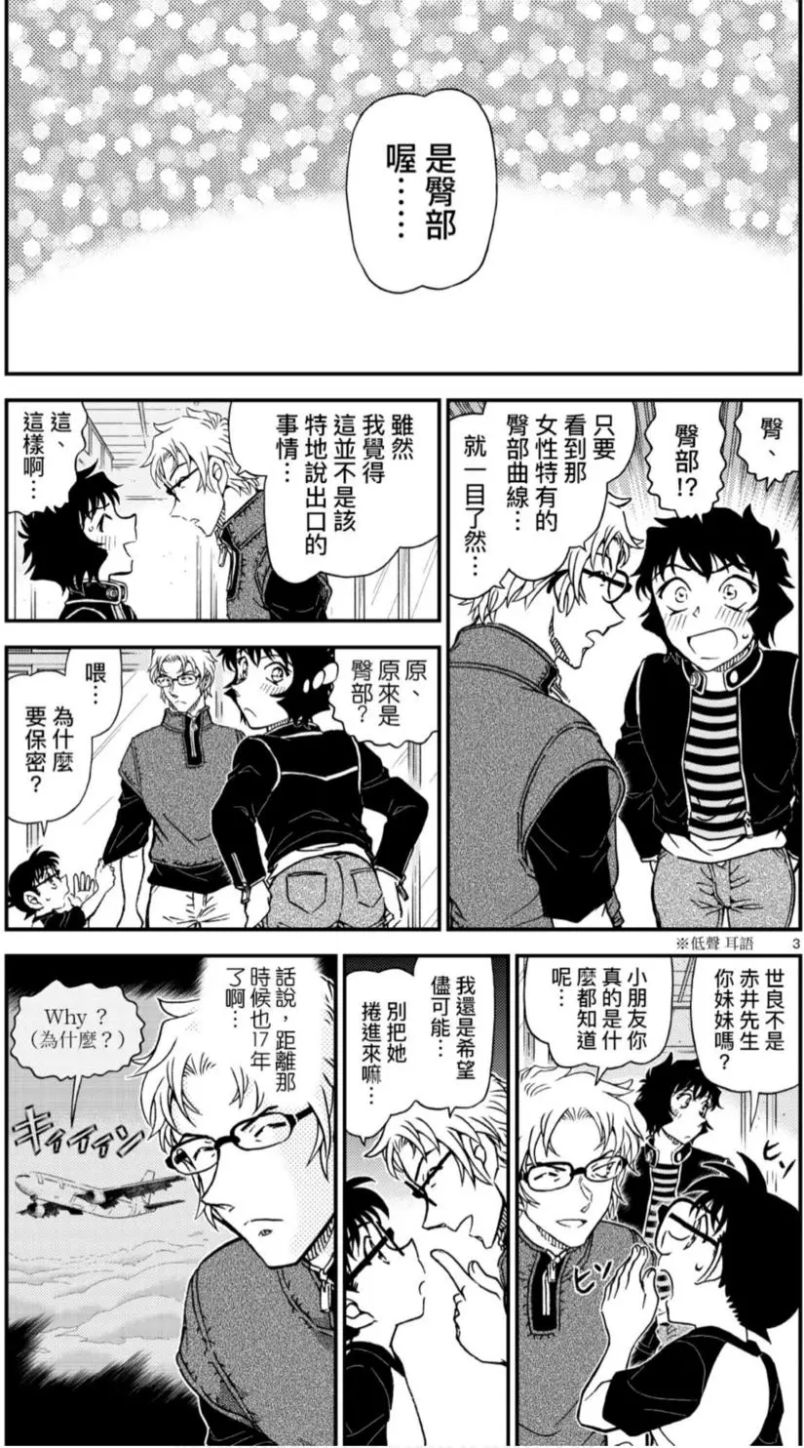 是臀部
喔……
臀、
臀部!?
只要
看到那
女性特有的
臀部曲線…
就一目了然…
雖然
我覺得
這並不是該
特地說出口的
事情…
這、
這樣啊…
原、
原來是
臀部？
喂…
為什麼
要保密？
※低聲 耳語
3
世良不是
赤井先生
你妹妹嗎？
小朋友你
真的是什
麼都知道
呢…
ヒソ
ヒソ
我還是希望
儘可能…
別把她
捲進來嘛…
話說，距離那
時候也17年
了啊…
Why？
（為什麼？）
キィィィィン